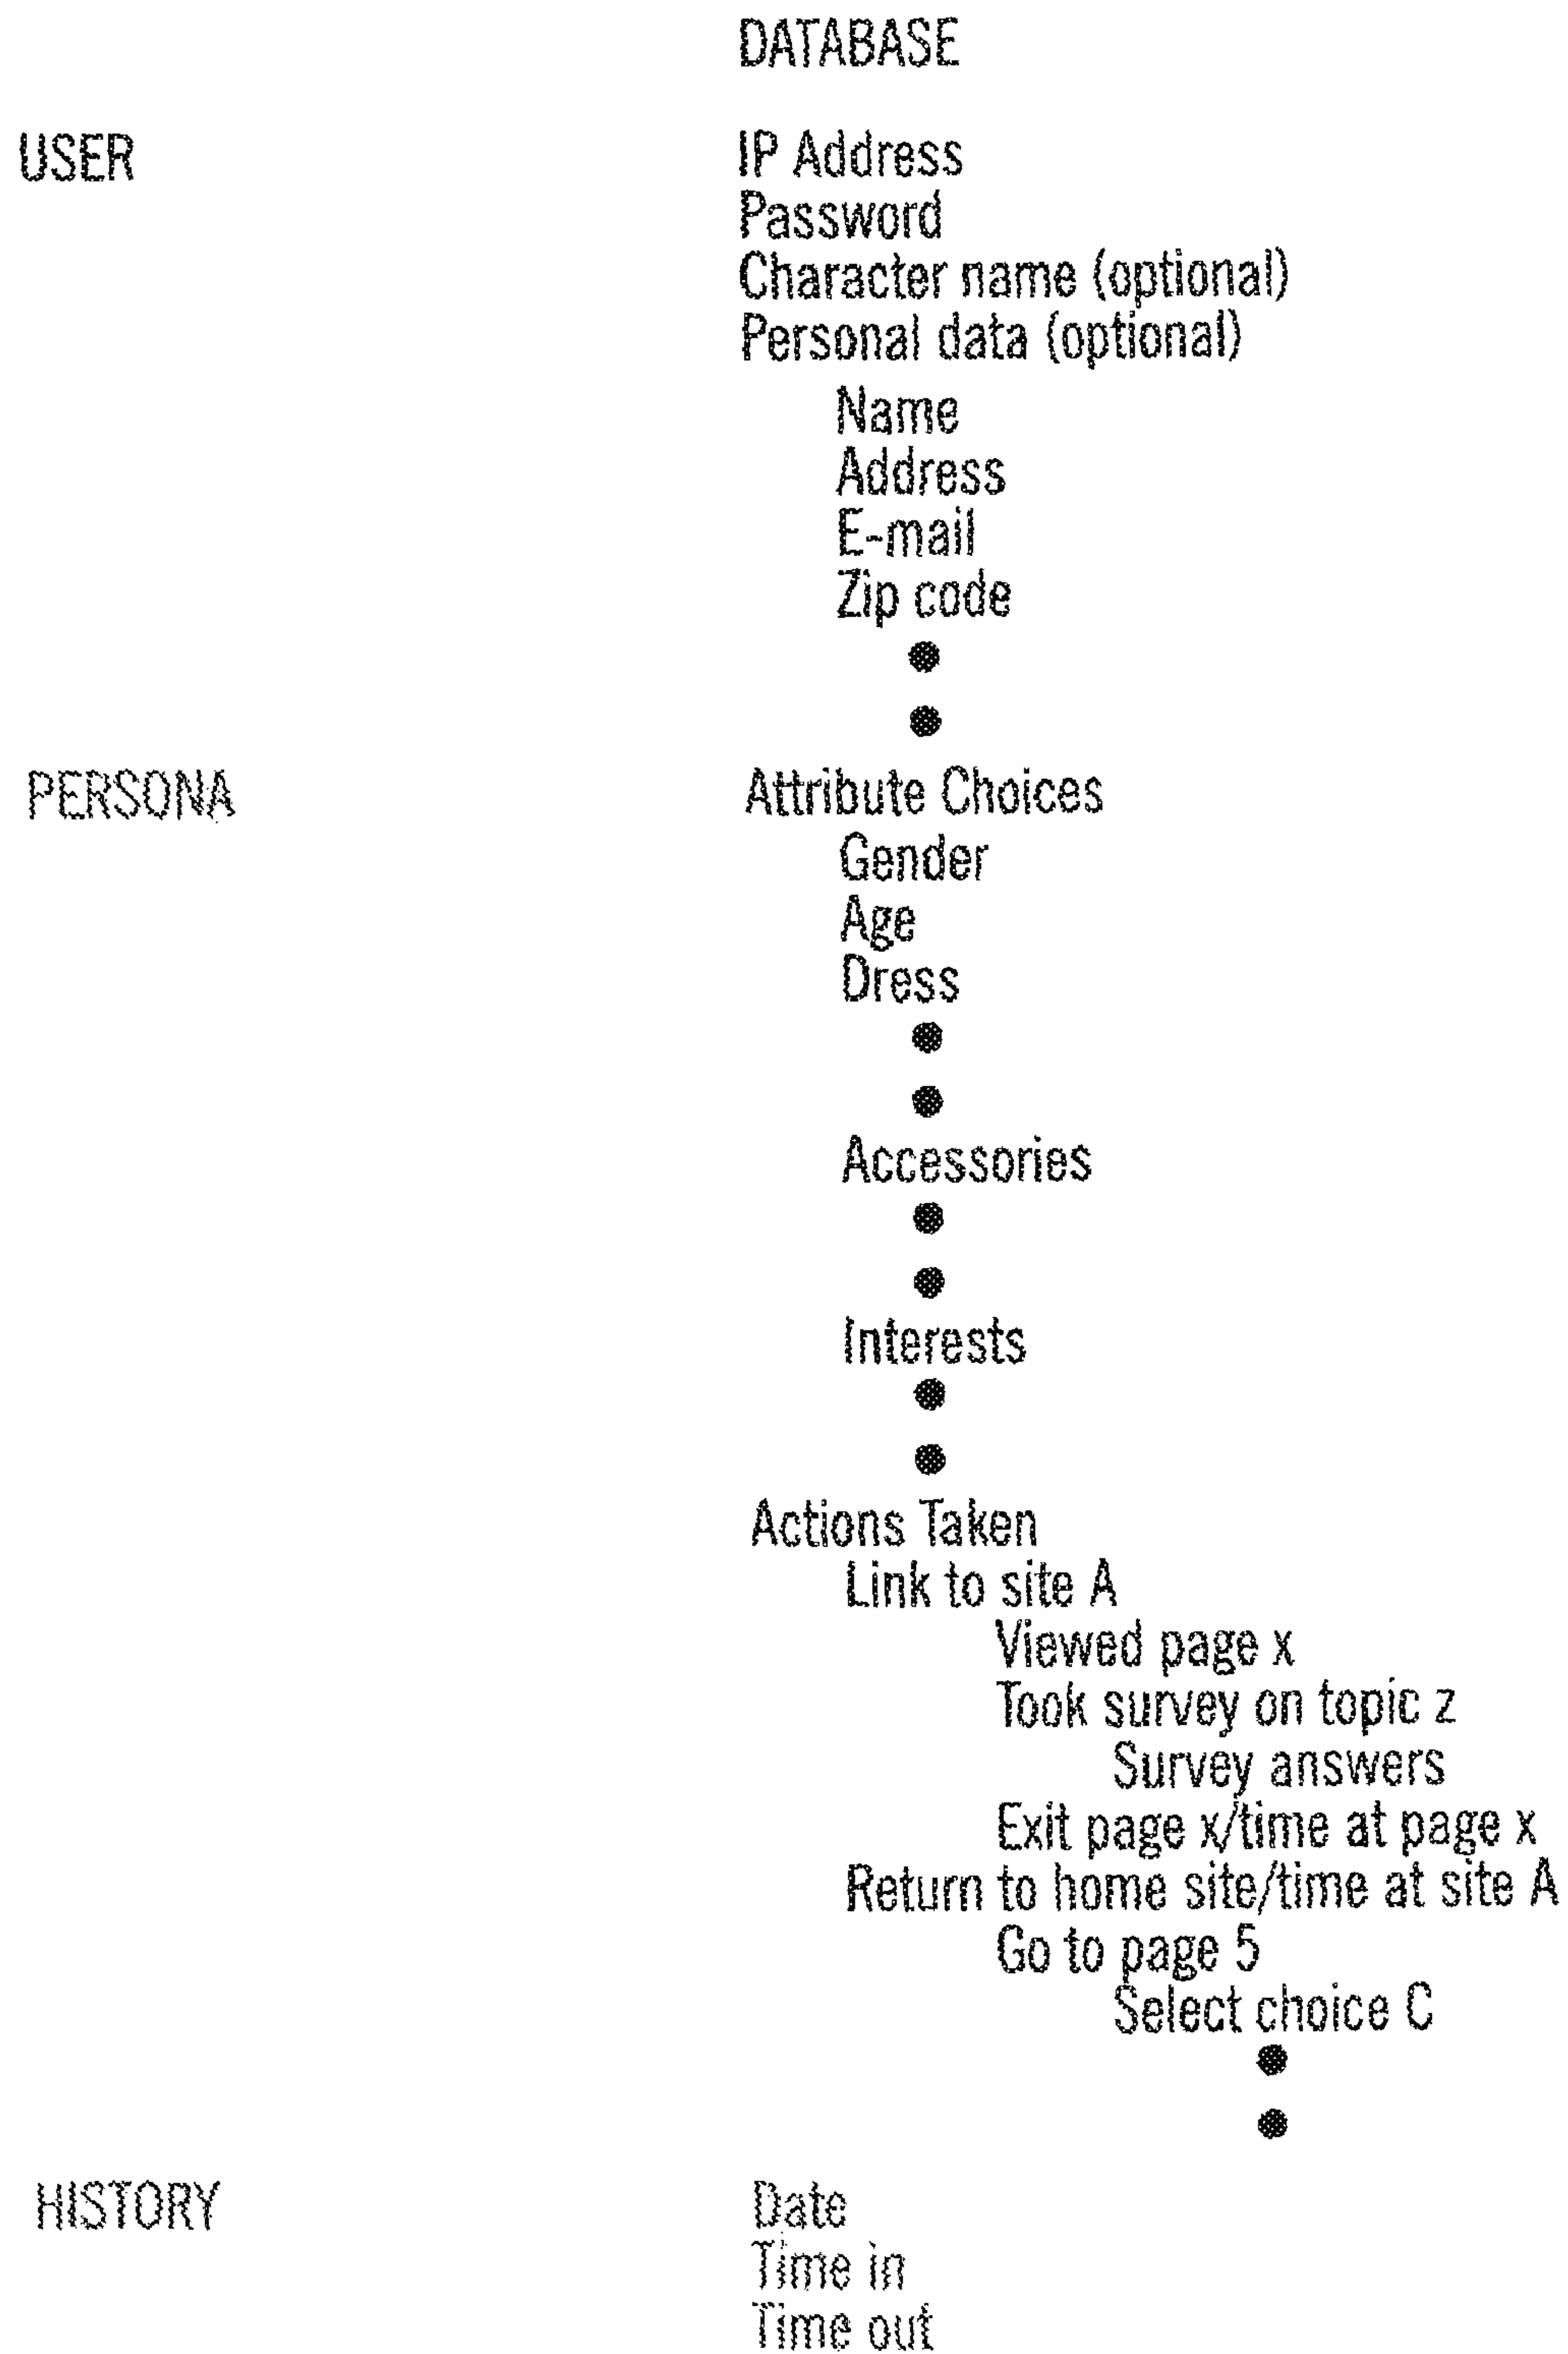 DATABASE
USER IP Address
Password
Character name (optional)
Personal data (optional)
Name
Address
E-mail
Zip code
PERSONA Attribute Choices
Gender
Age
Dress
Accessories
Interests
Actions Taken
Link to site A
Viewed page x
Took survey on topic z
Survey answers
Exit page x/time at page x
Return to home site/time at site A
Go to page 5
Select choice C
HISTORY Date
Time in
Time out